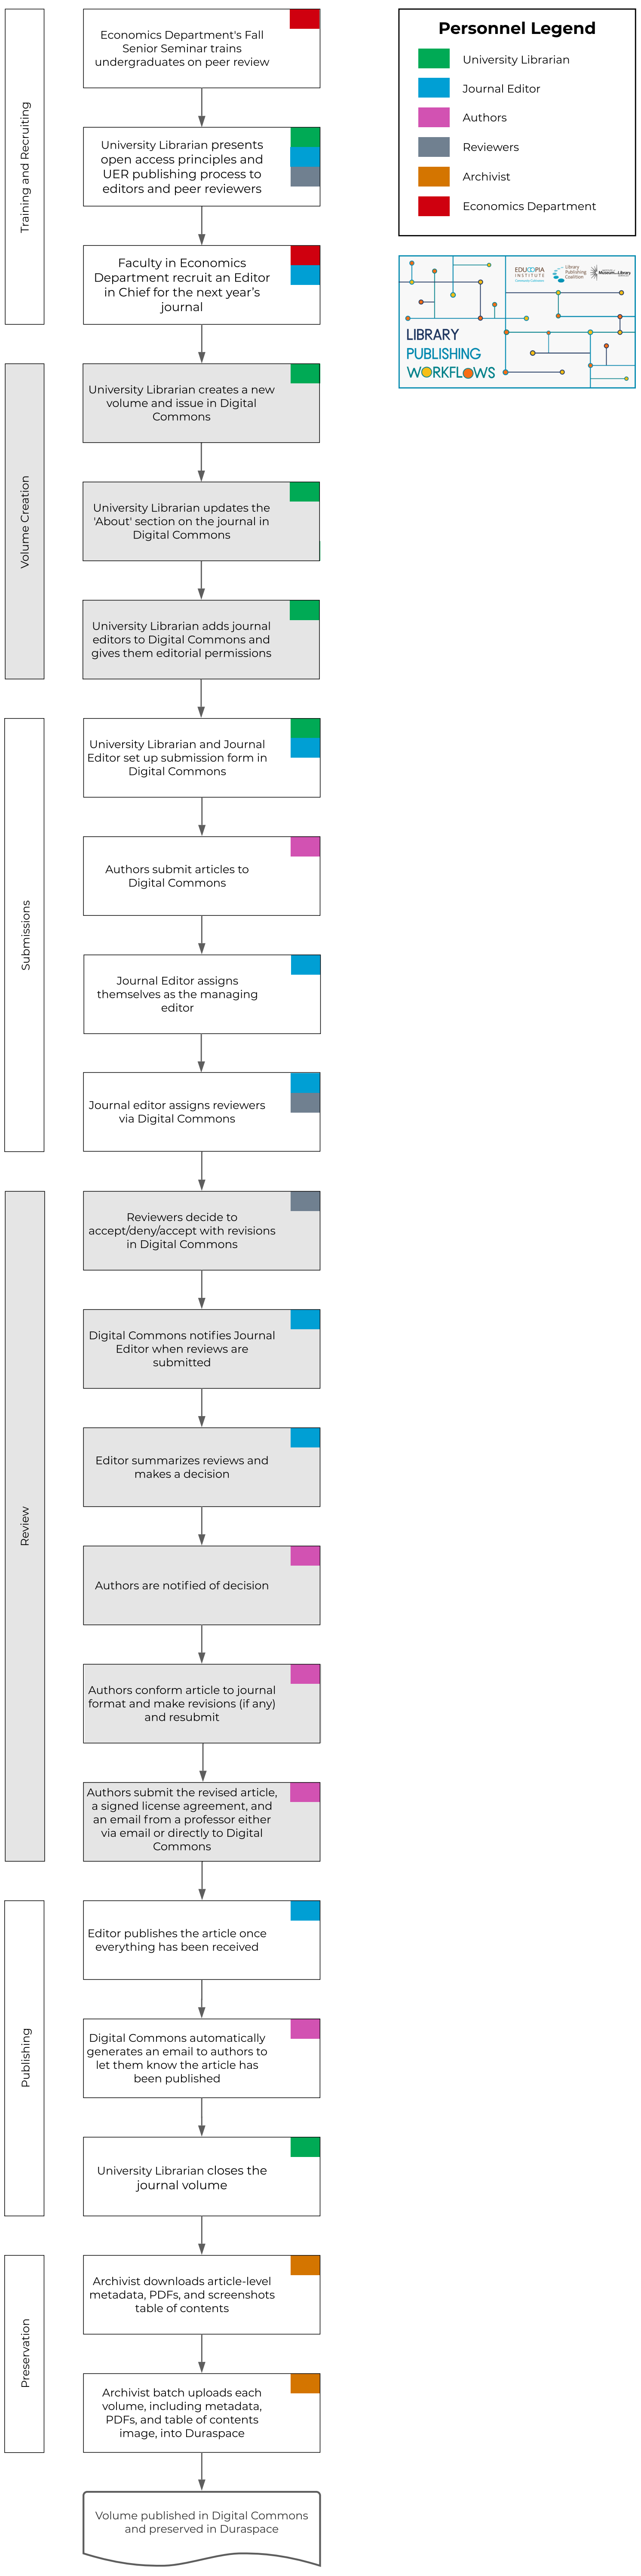 Training and Recruiting
Economics Department's Fall
Senior Seminar trains
undergraduates on peer review
University Librarian presents
open access principles and
UER publishing process to
editors and peer reviewers
Faculty in Economics
Department recruit an Editor
in Chief for the next year's
journal
Personnel Legend
University Librarian
Journal Editor
Authors
Reviewers
Archivist
Economics Department
EDUCOPIA
INSTITUTE
Library
Publishing
Coalition
Museum and Library
LIBRARY
PUBLISHING
WORKFLOWS
Volume Creation
University Librarian creates a new
volume and issue in Digital
Commons
University Librarian updates the
'About' section on the journal in
Digital Commons
University Librarian adds journal
editors to Digital Commons and
gives them editorial permissions
Submissions
University Librarian and Journal
Editor set up submission form in
Digital Commons
Authors submit articles to
Digital Commons
Journal Editor assigns
themselves as the managing
editor
Journal editor assigns reviewers
via Digital Commons
Review
Reviewers decide to
accept/deny/accept with revisions
in Digital Commons
Digital Commons notifies Journal
Editor when reviews are
submitted
Editor summarizes reviews and
makes a decision
Authors are notified of decision
Authors conform article to journal
format and make revisions (if any)
and resubmit
Authors submit the revised article,
a signed license agreement, and
an email from a professor either
via email or directly to Digital
Commons
Publishing
Editor publishes the article once
everything has been received
Digital Commons automatically
generates an email to authors to
let them know the article has
been published
University Librarian closes the
journal volume
Preservation
Archivist downloads article-level
metadata, PDFs, and screenshots
table of contents
Archivist batch uploads each
volume, including metadata,
PDFs, and table of contents
image, into Duraspace
Volume published in Digital Commons
and preserved in Duraspace